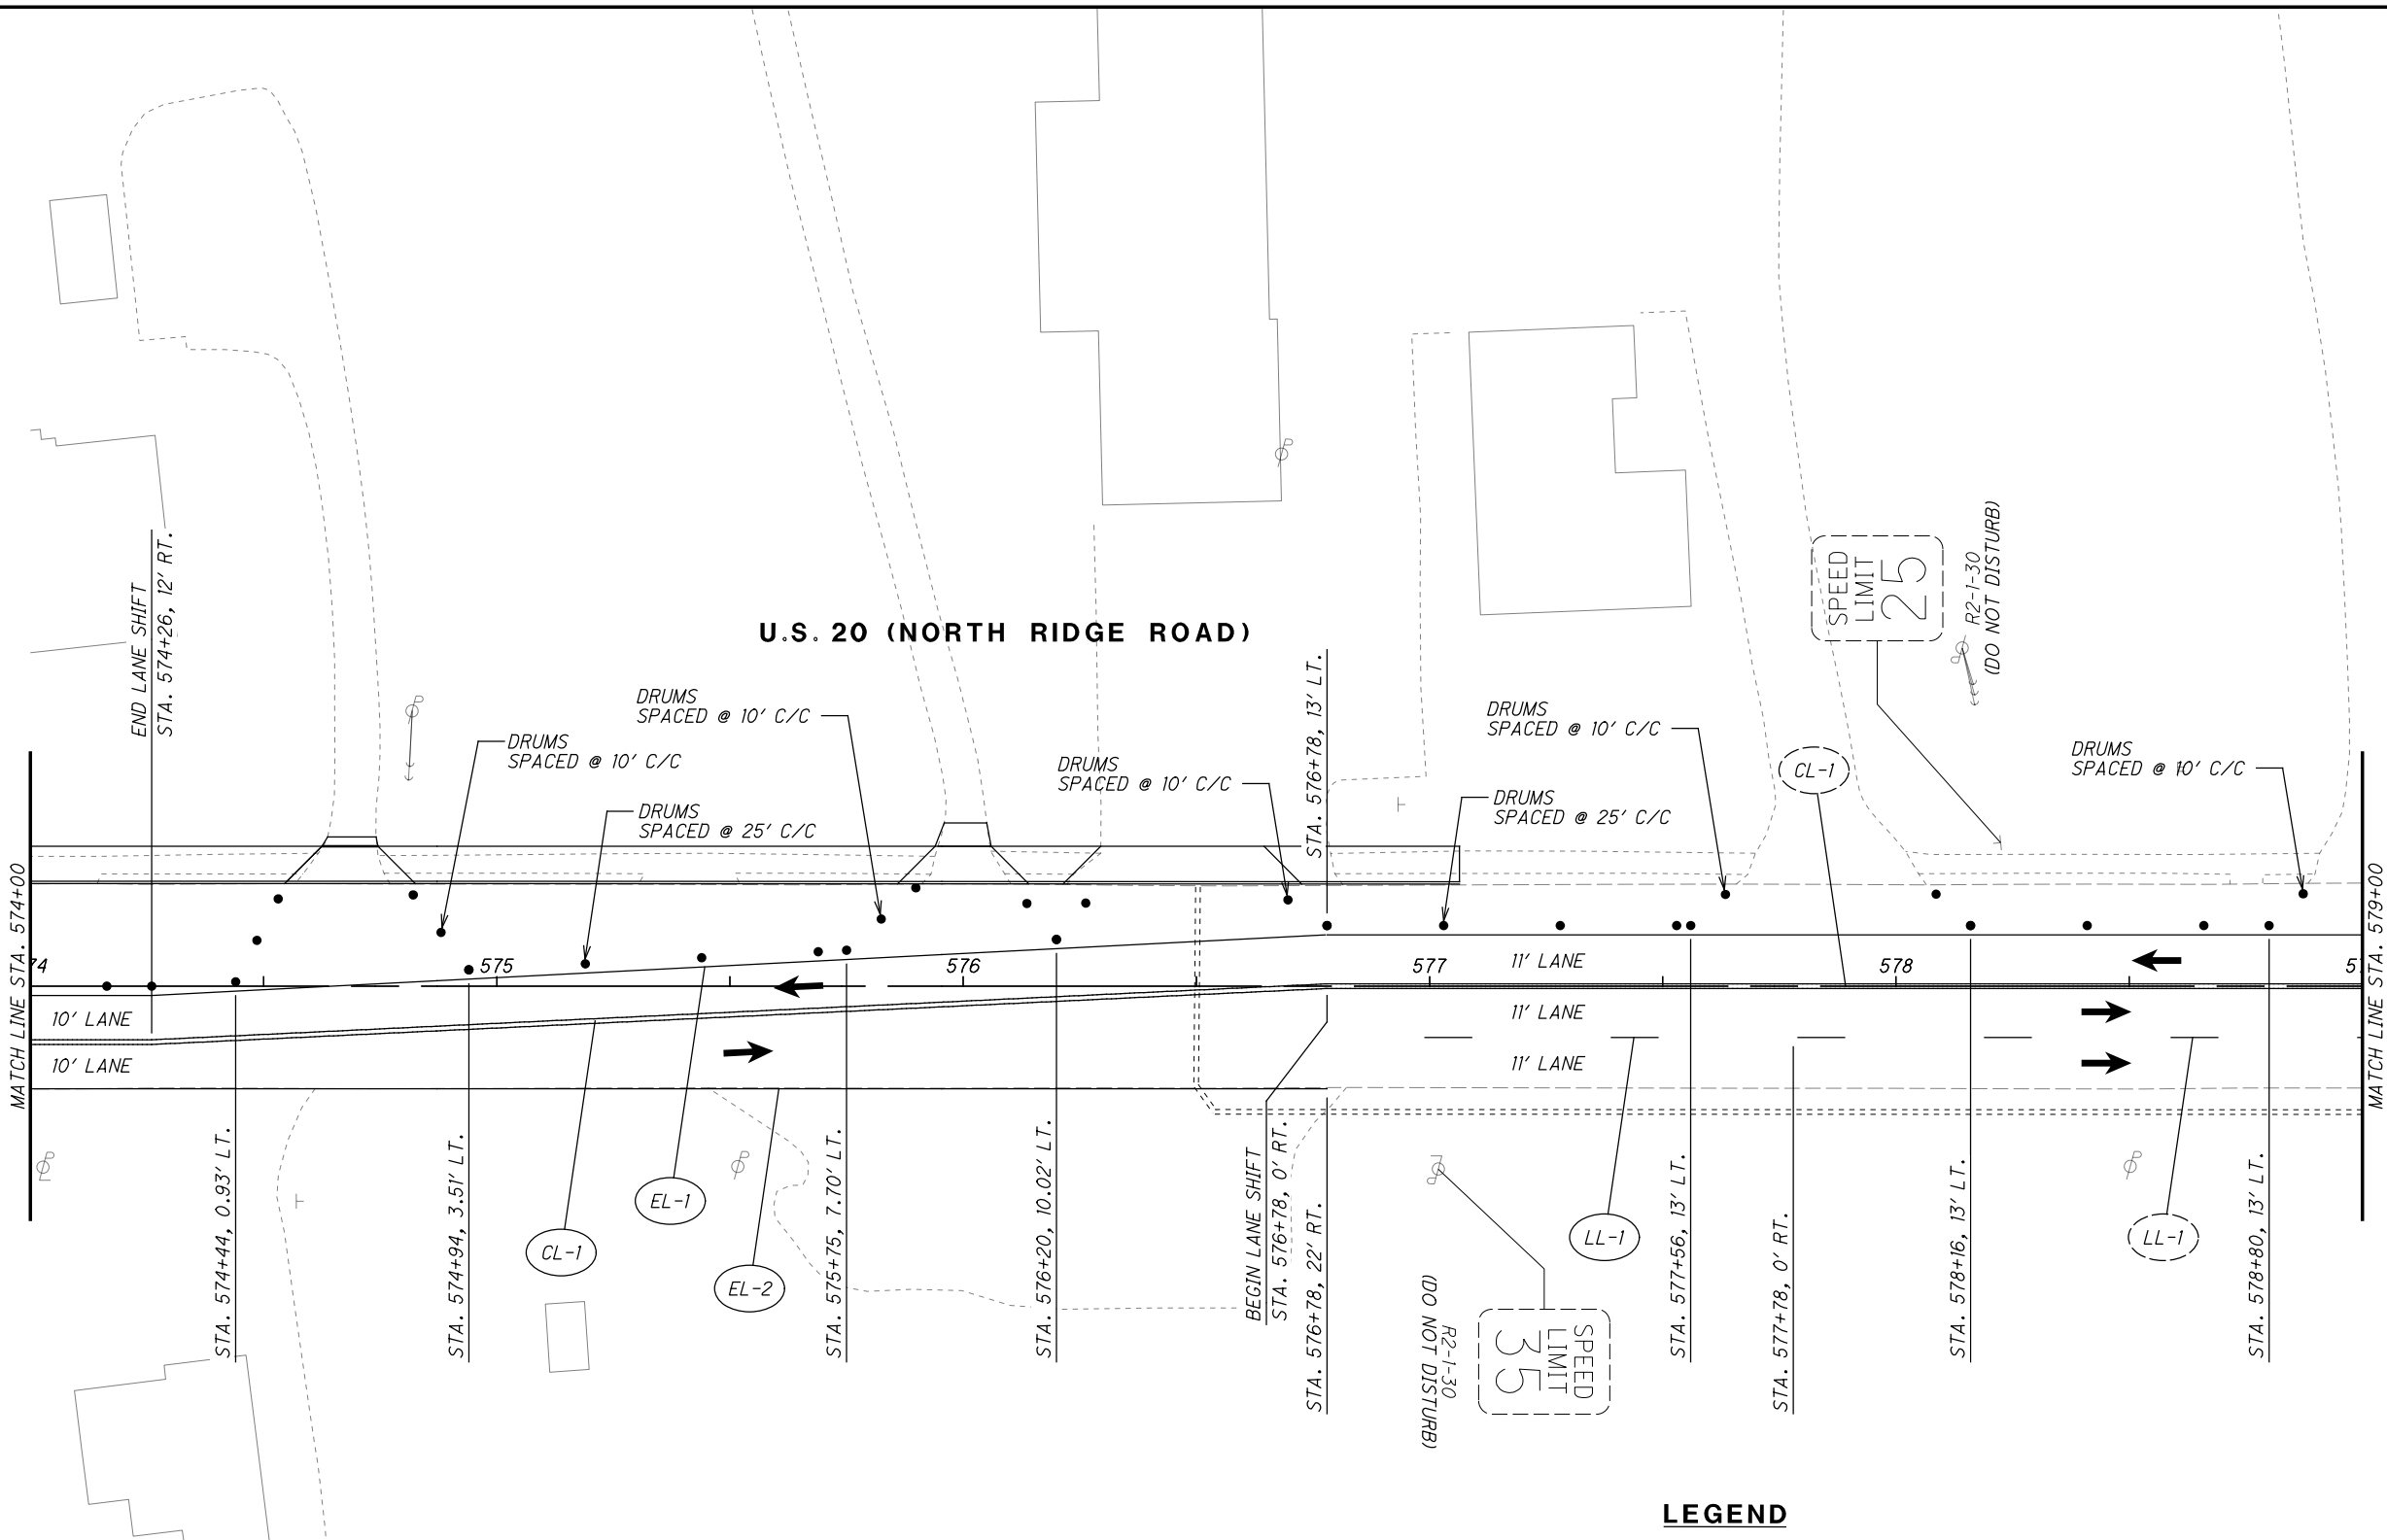 U.S. 20 (NORTH RIDGE ROAD)
MATCH LINE STA. 574+00
END LANE SHIFT
STA. 574+26, 12' RT.
DRUMS
SPACED @ 10' C/C
DRUMS
SPACED @ 10' C/C
DRUMS
SPACED @ 25' C/C
DRUMS
SPACED @ 10' C/C
STA. 576+78, 13' LT.
DRUMS
SPACED @ 10' C/C
DRUMS
SPACED @ 25' C/C
CL-1
SPEED
LIMIT
25
R2-1-30
(DO NOT DISTURB)
DRUMS
SPACED @ 10' C/C
MATCH LINE STA. 579+00
74
575
576
577
578
57
10' LANE
10' LANE
11' LANE
11' LANE
11' LANE
STA. 574+44, 0.93' LT.
STA. 574+94, 3.51' LT.
CL-1
EL-1
EL-2
STA. 575+75, 7.70' LT.
STA. 576+20, 10.02' LT.
BEGIN LANE SHIFT
STA. 576+78, 0' RT.
STA. 576+78, 22' RT.
R2-1-30
(DO NOT DISTURB)
SPEED
LIMIT
35
LL-1
STA. 577+56, 13' LT.
STA. 577+78, 0' RT.
STA. 578+16, 13' LT.
LL-1
STA. 578+80, 13' LT.
LEGEND